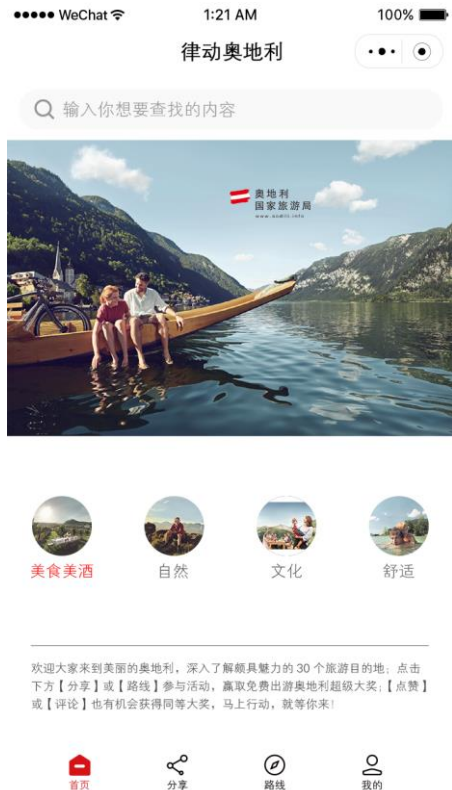 WeChat 1:21 AM 100%
律动奥地利
输入你想要查找的内容
奥地利
国家旅游局
美食美酒 自然 文化 舒适
欢迎大家来到美丽的奥地利，深入了解颇具魅力的 30 个旅游目的地；点击
下方【分享】或【路线】参与活动，赢取免费出游奥地利超级大奖；【点赞】
或【评论】也有机会获得同等大奖，马上行动，就等你来！
首页 分享 路线 我的